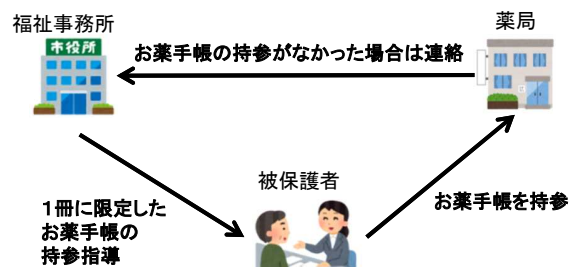 福祉事務所
薬局
市役所
お薬手帳の持参がなかった場合は連絡
被保護者
1冊に限定した
お薬手帳の
持参指導
お薬手帳を持参